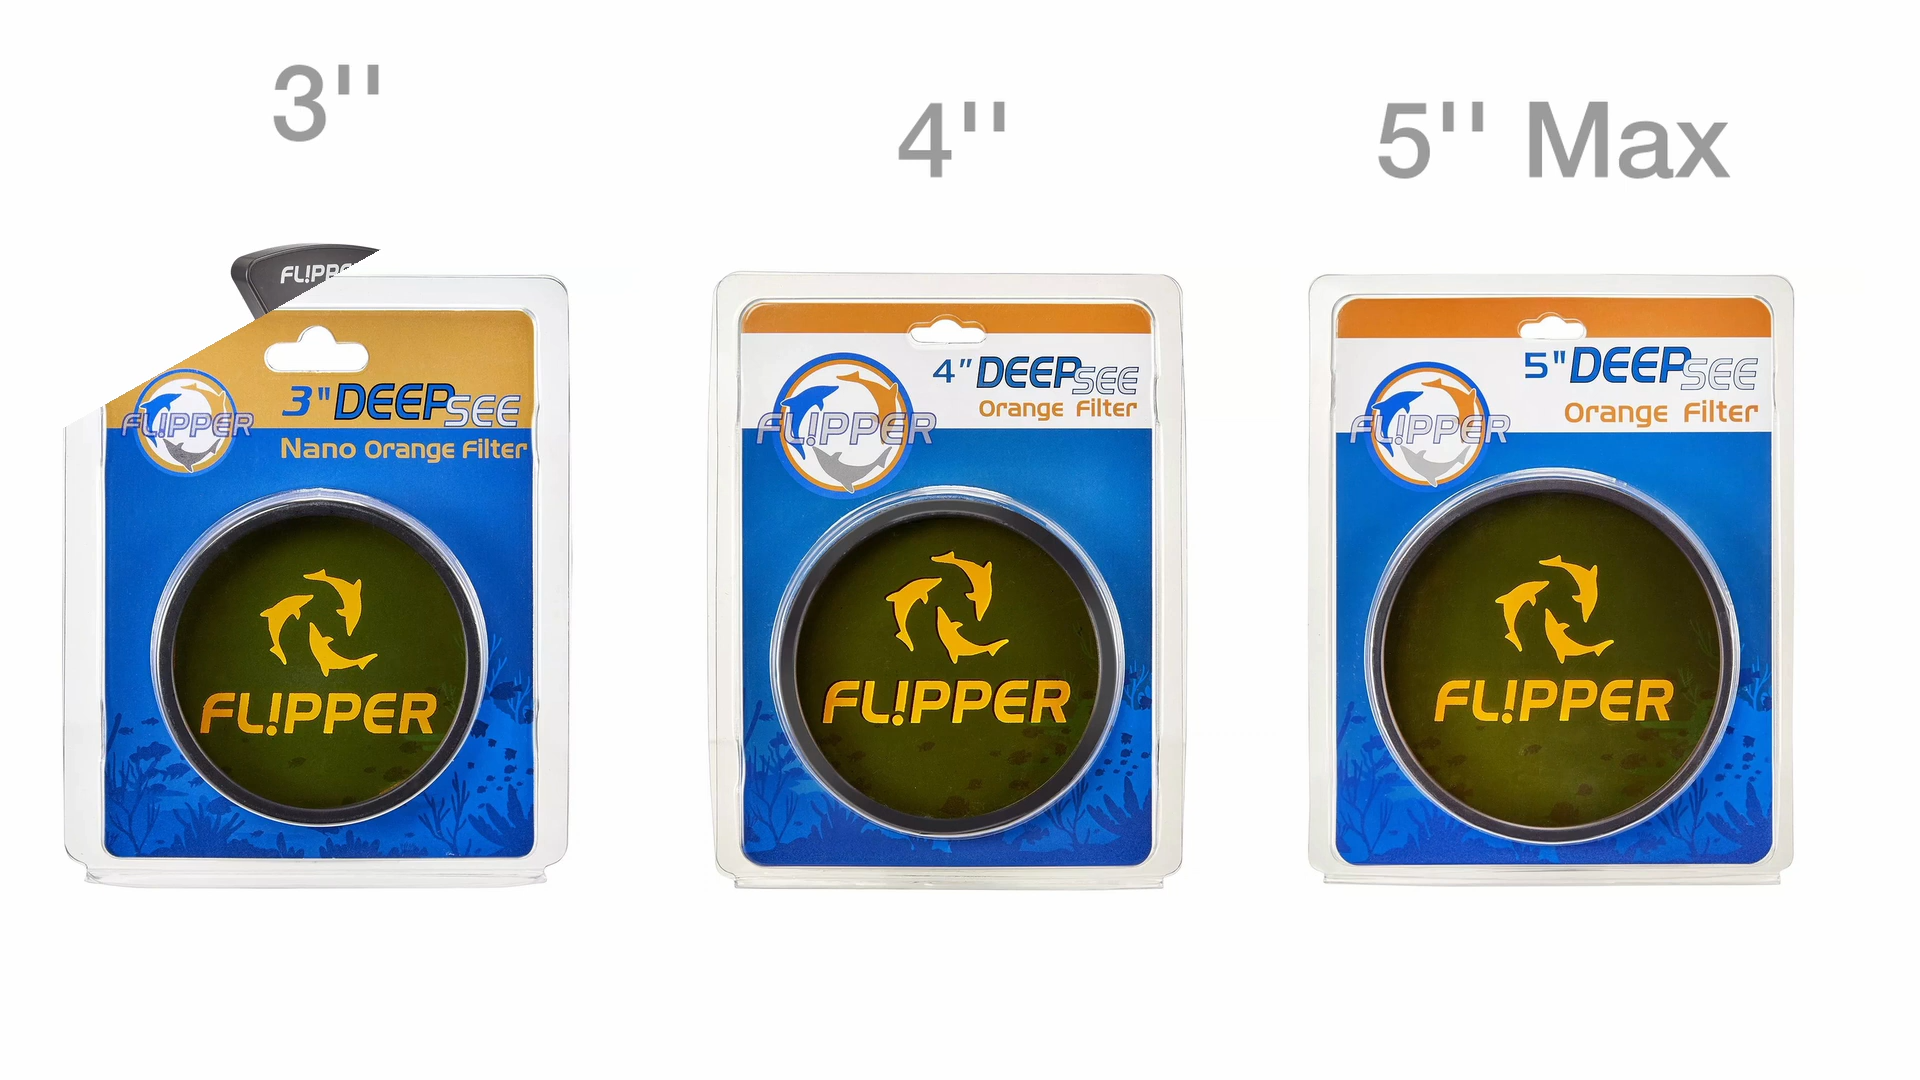 3''
4''
5'' Max
FL!PPE
3" DEEPSEE
Nano Orange Filter
FL!PPER
FL!PPER
4" DEEPSEE
Orange Filter
FL!PPER
FL!PPER
5" DEEPSEE
Orange Filter
FL!PPER
FL!PPER